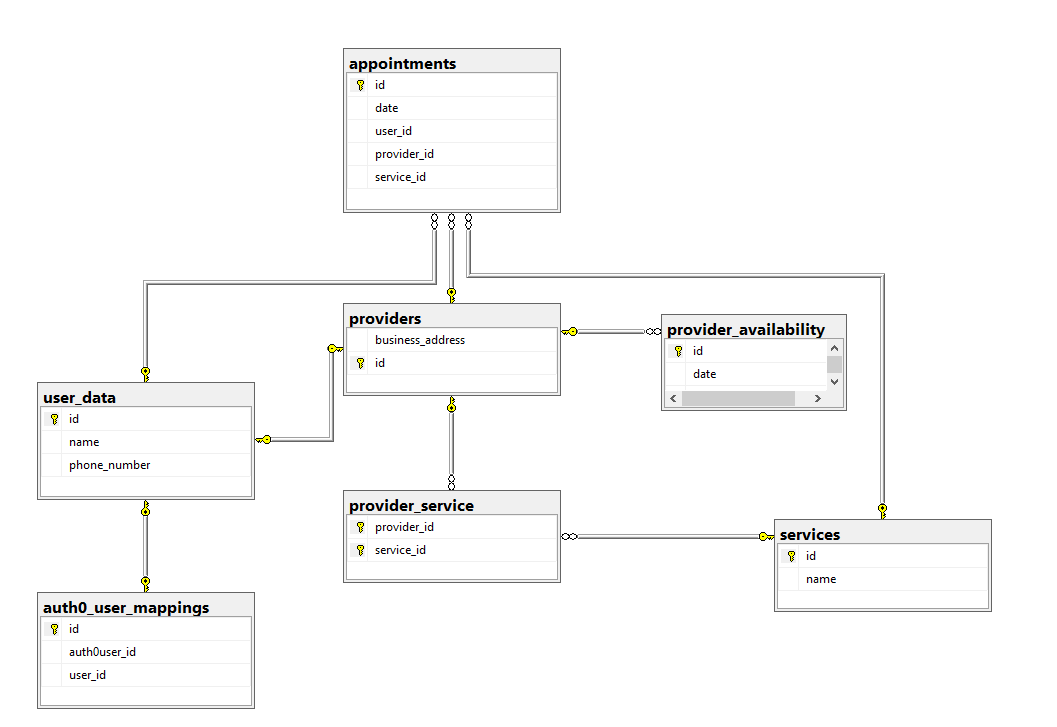 appointments
id
date
user_id
provider_id
service_id
providers
business_address
id
provider_availability
id
date
user_data
id
name
phone_number
provider_service
provider_id
service_id
services
id
name
auth0_user_mappings
id
auth0user_id
user_id